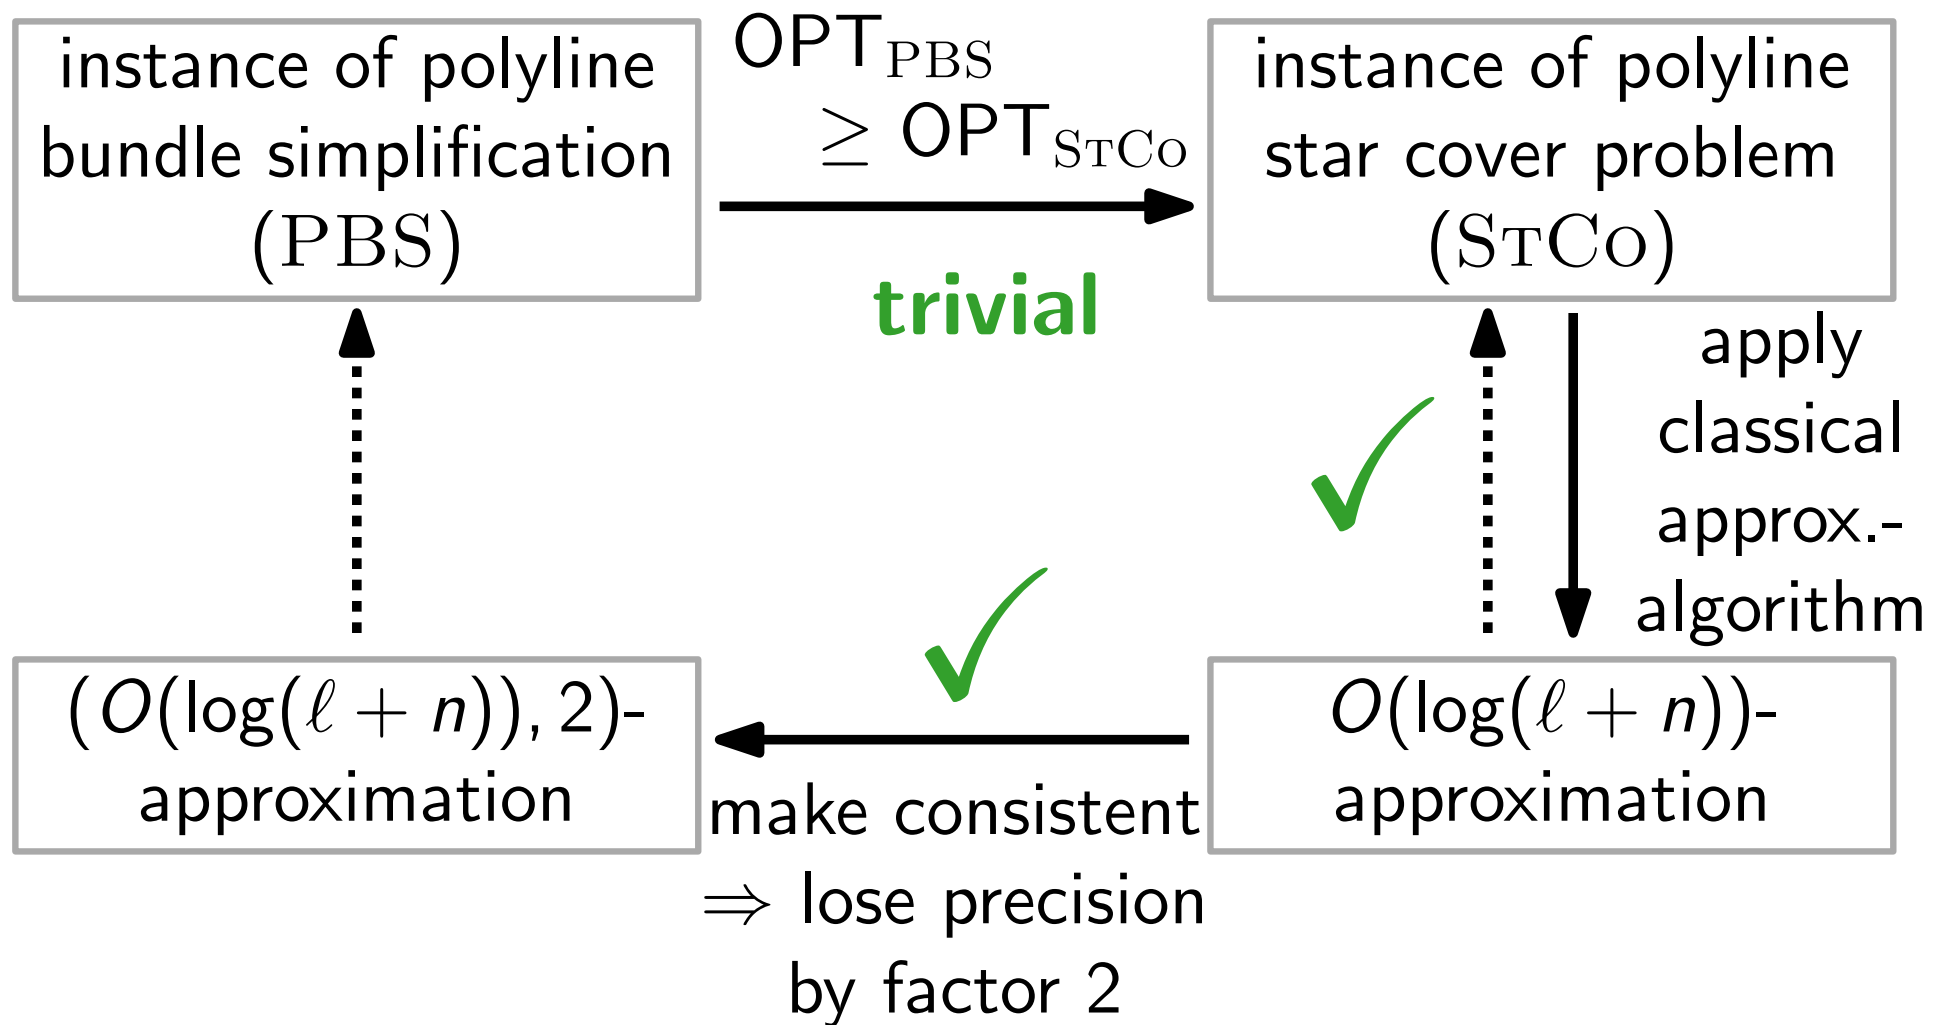 instance of polyline
bundle simplification
(PBS)
OPT_PBS
≥ OPT_STCO
trivial
instance of polyline
star cover problem
(STCO)
apply
classical
approx.-
algorithm
(O(log(ℓ + n)), 2)-
approximation
make consistent
⇒ lose precision
by factor 2
O(log(ℓ + n))-
approximation